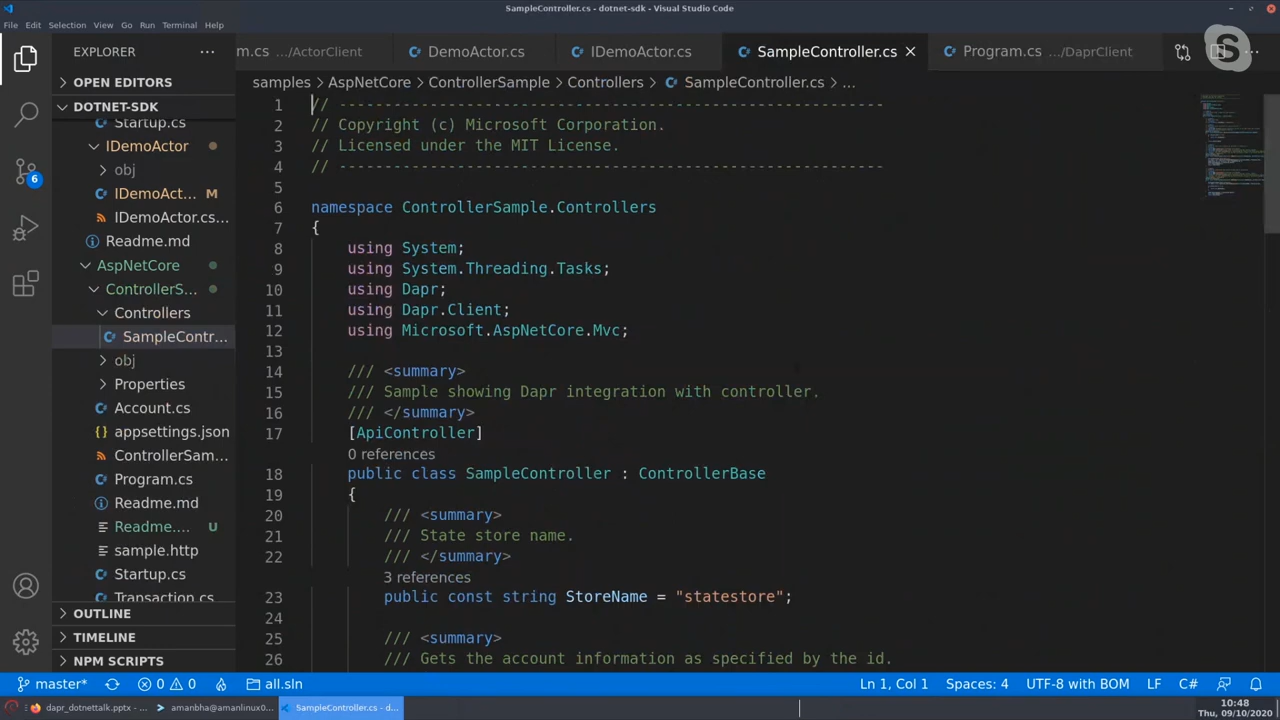 SampleController.cs - dotnet-sdk - Visual Studio Code
File Edit Selection View Go Run Terminal Help
EXPLORER
m.cs .../ActorClient
DemoActor.cs
IDemoActor.cs
SampleController.cs
Program.cs .../DaprClient
OPEN EDITORS
DOTNET-SDK
Startup.cs
IDemoActor
obj
IDemoAct... M
IDemoActor.cs...
Readme.md
AspNetCore
ControllerS...
Controllers
SampleContr...
obj
Properties
Account.cs
appsettings.json
ControllerSam...
Program.cs
Readme.md
Readme.... U
sample.http
Startup.cs
Transaction.cs
OUTLINE
TIMELINE
NPM SCRIPTS
6
samples > AspNetCore > ControllerSample > Controllers > SampleController.cs > ...
1 // ------------------------------------------------------------
2 // Copyright (c) Microsoft Corporation.
3 // Licensed under the MIT License.
4 // ------------------------------------------------------------
5
6 namespace ControllerSample.Controllers
7 {
8 using System;
9 using System.Threading.Tasks;
10 using Dapr;
11 using Dapr.Client;
12 using Microsoft.AspNetCore.Mvc;
13
14 /// <summary>
15 /// Sample showing Dapr integration with controller.
16 /// </summary>
17 [ApiController]
0 references
18 public class SampleController : ControllerBase
19 {
20 /// <summary>
21 /// State store name.
22 /// </summary>
3 references
23 public const string StoreName = "statestore";
24
25 /// <summary>
26 /// Gets the account information as specified by the id.
master* 0 0 all.sln Ln 1, Col 1 Spaces: 4 UTF-8 with BOM LF C#
dapr_dotnettalk.pptx - ... amanbha@amanlinux0... SampleController.cs - d...
10:48
Thu, 09/10/2020